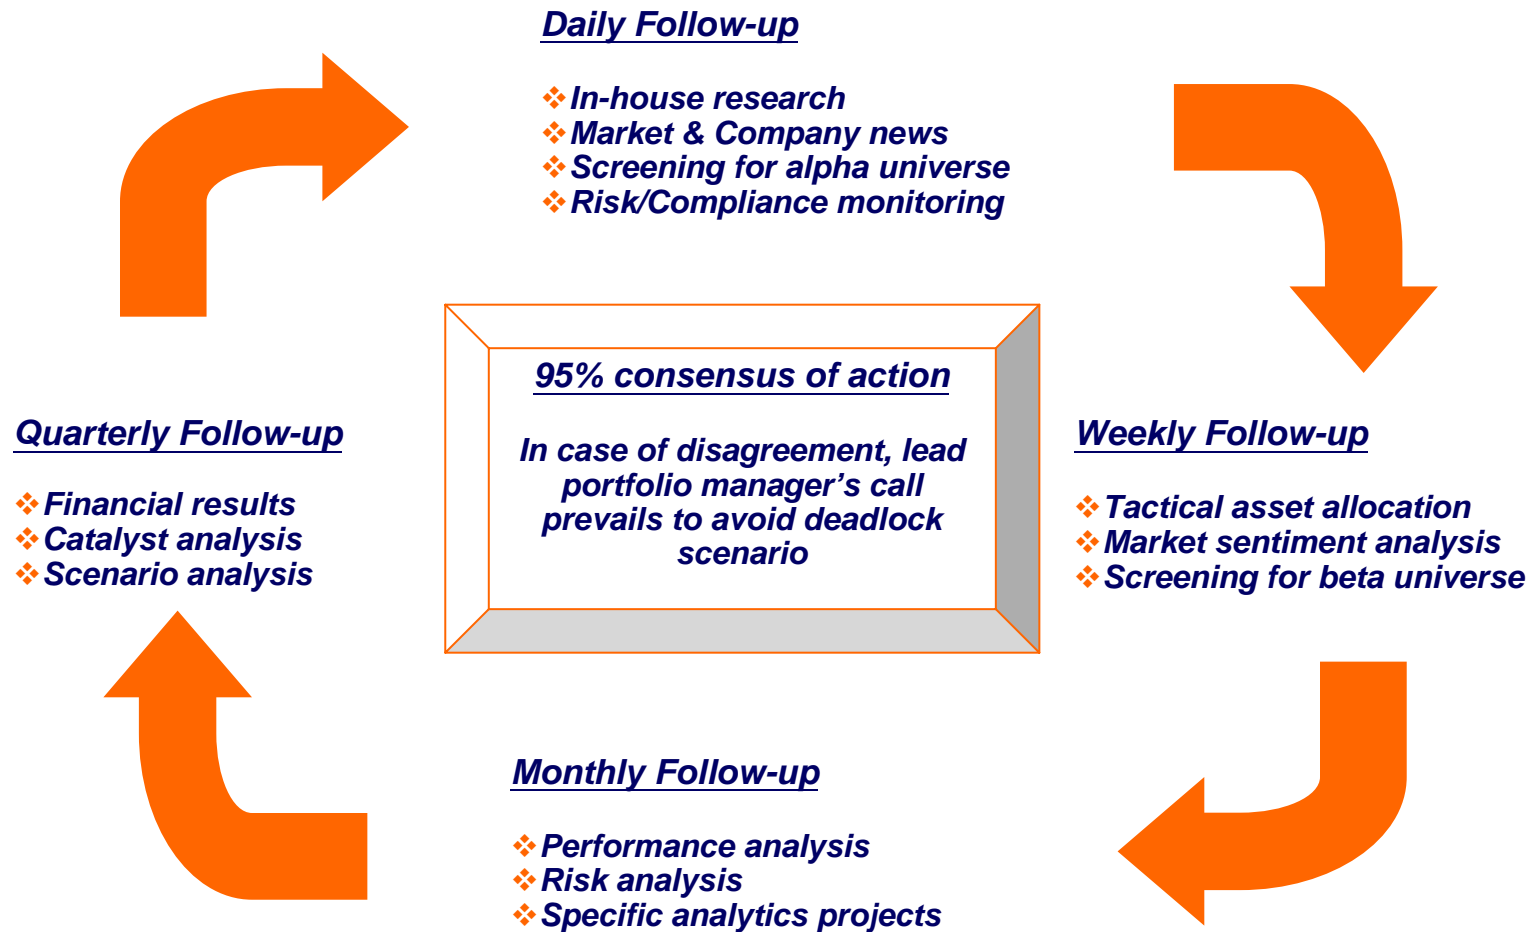 Daily Follow-up
❖In-house research
❖Market & Company news
❖Screening for alpha universe
❖Risk/Compliance monitoring
95% consensus of action
In case of disagreement, lead
portfolio manager’s call
prevails to avoid deadlock
scenario
Quarterly Follow-up
❖Financial results
❖Catalyst analysis
❖Scenario analysis
Weekly Follow-up
❖Tactical asset allocation
❖Market sentiment analysis
❖Screening for beta universe
Monthly Follow-up
❖Performance analysis
❖Risk analysis
❖Specific analytics projects